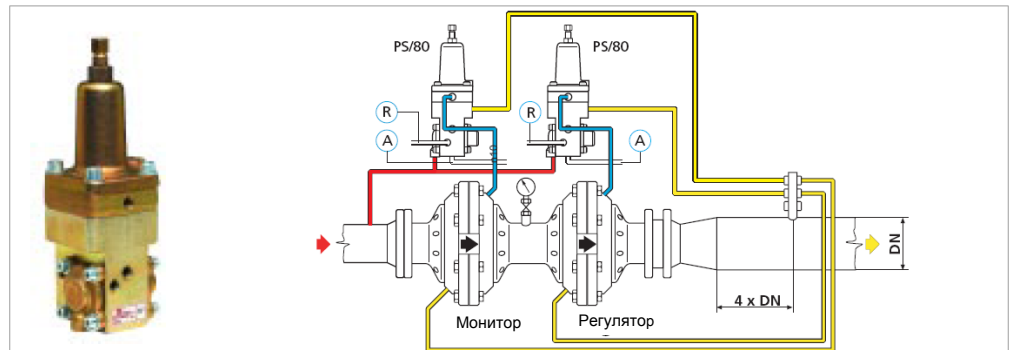 PS/80 PS/80
R R
A A
DN
4 x DN
Монитор Регулятор